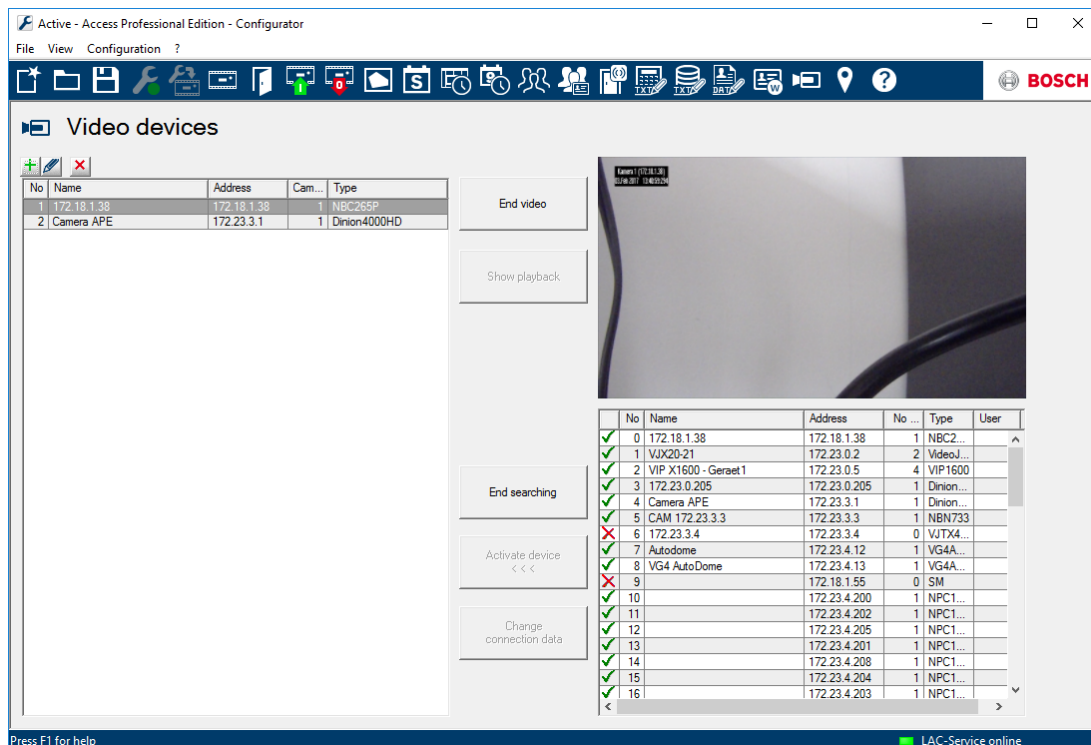 Active - Access Professional Edition - Configurator
File View Configuration ?
BOSCH
Video devices
No Name Address Cam... Type
1 172.18.1.38 172.18.1.38 1 NBC265P
2 Camera APE 172.23.3.1 1 Dinion4000HD
End video
Show playback
End searching
Activate device
< < <
Change
connection data
Kamera 1 (172.18.1.38)
No Name Address No ... Type User
0 172.18.1.38 172.18.1.38 1 NBC2...
1 VJX20-21 172.23.0.2 2 VideoJ...
2 VIP X1600 - Geraet1 172.23.0.5 4 VIP1600
3 172.23.0.205 172.23.0.205 1 Dinion...
4 Camera APE 172.23.3.1 1 Dinion...
5 CAM 172.23.3.3 172.23.3.3 1 NBN733
6 172.23.3.4 172.23.3.4 0 VJTX4...
7 Autodome 172.23.4.12 1 VG4A...
8 VG4 AutoDome 172.23.4.13 1 VG4A...
9 172.18.1.55 0 SM
10 172.23.4.200 1 NPC1...
11 172.23.4.202 1 NPC1...
12 172.23.4.205 1 NPC1...
13 172.23.4.201 1 NPC1...
14 172.23.4.208 1 NPC1...
15 172.23.4.204 1 NPC1...
16 172.23.4.203 1 NPC1...
Press F1 for help
LAC-Service online